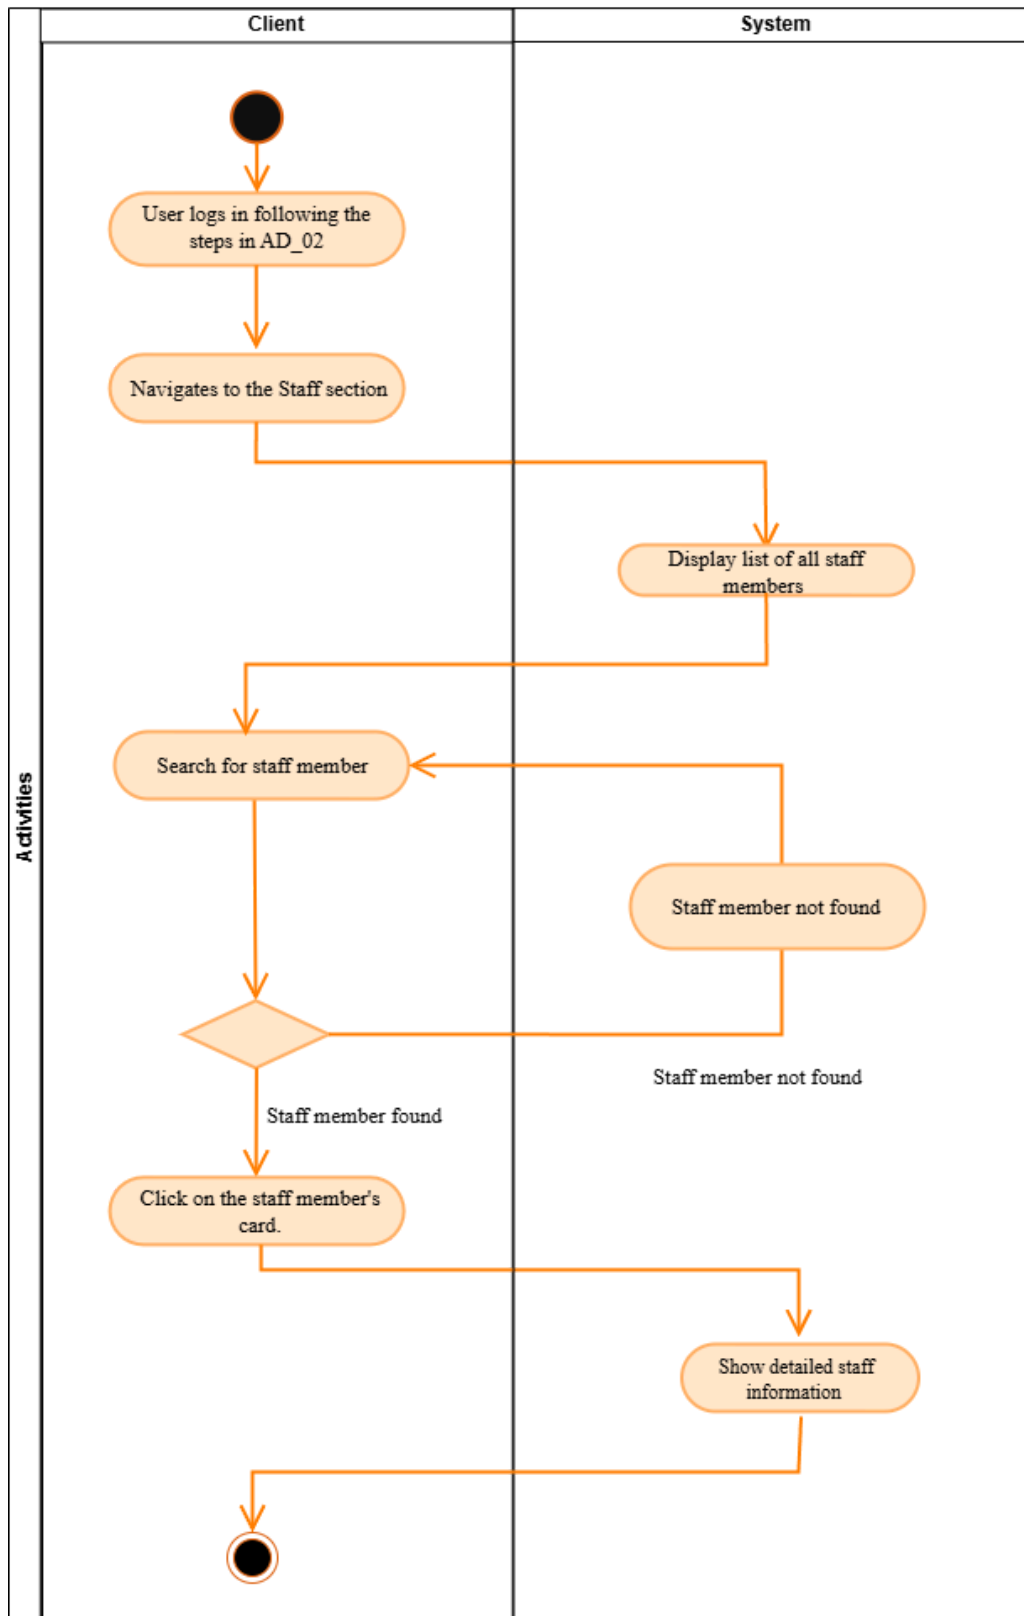 Client
System
Activities
User logs in following the
steps in AD_02
Navigates to the Staff section
Display list of all staff
members
Search for staff member
Staff member not found
Staff member not found
Staff member found
Click on the staff member's
card.
Show detailed staff
information